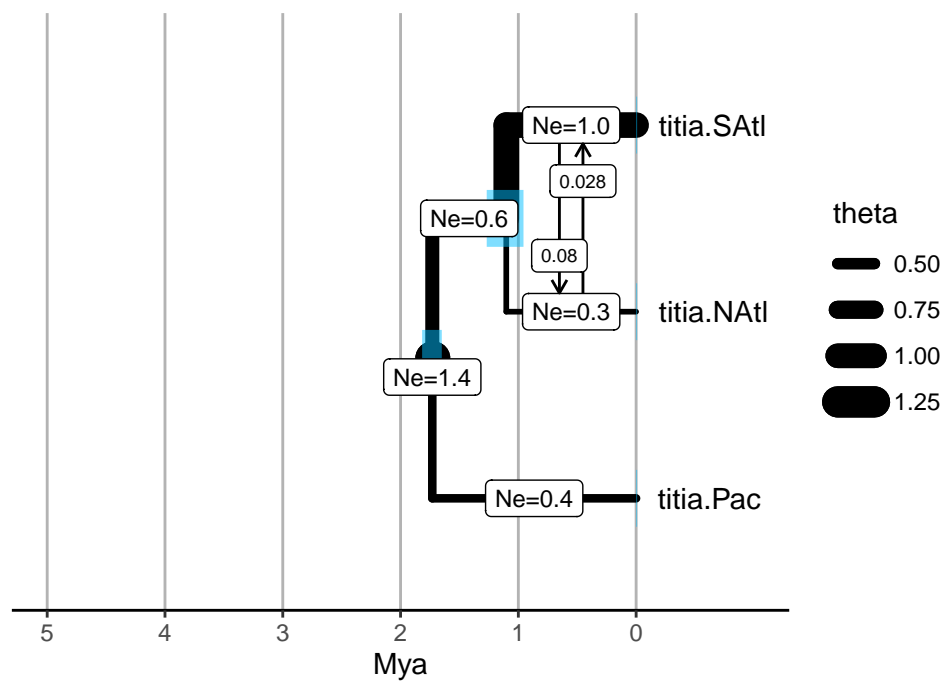 Ne=1.0
titia.SAtl
0.028
Ne=0.6
theta
0.08
0.50
Ne=0.3
titia.NAtl
0.75
1.00
Ne=1.4
1.25
Ne=0.4
titia.Pac
5 4 3 2 1 0
Mya